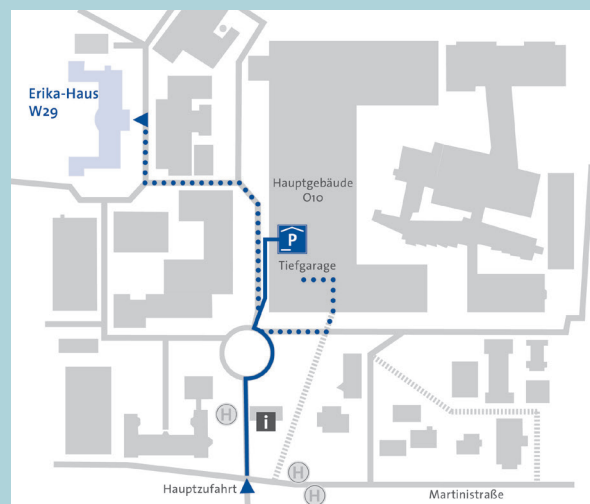 Erika-Haus
W29
Hauptgebäude
O10
P
Tiefgarage
H
i
H
H
Hauptzufahrt
Martinistraße